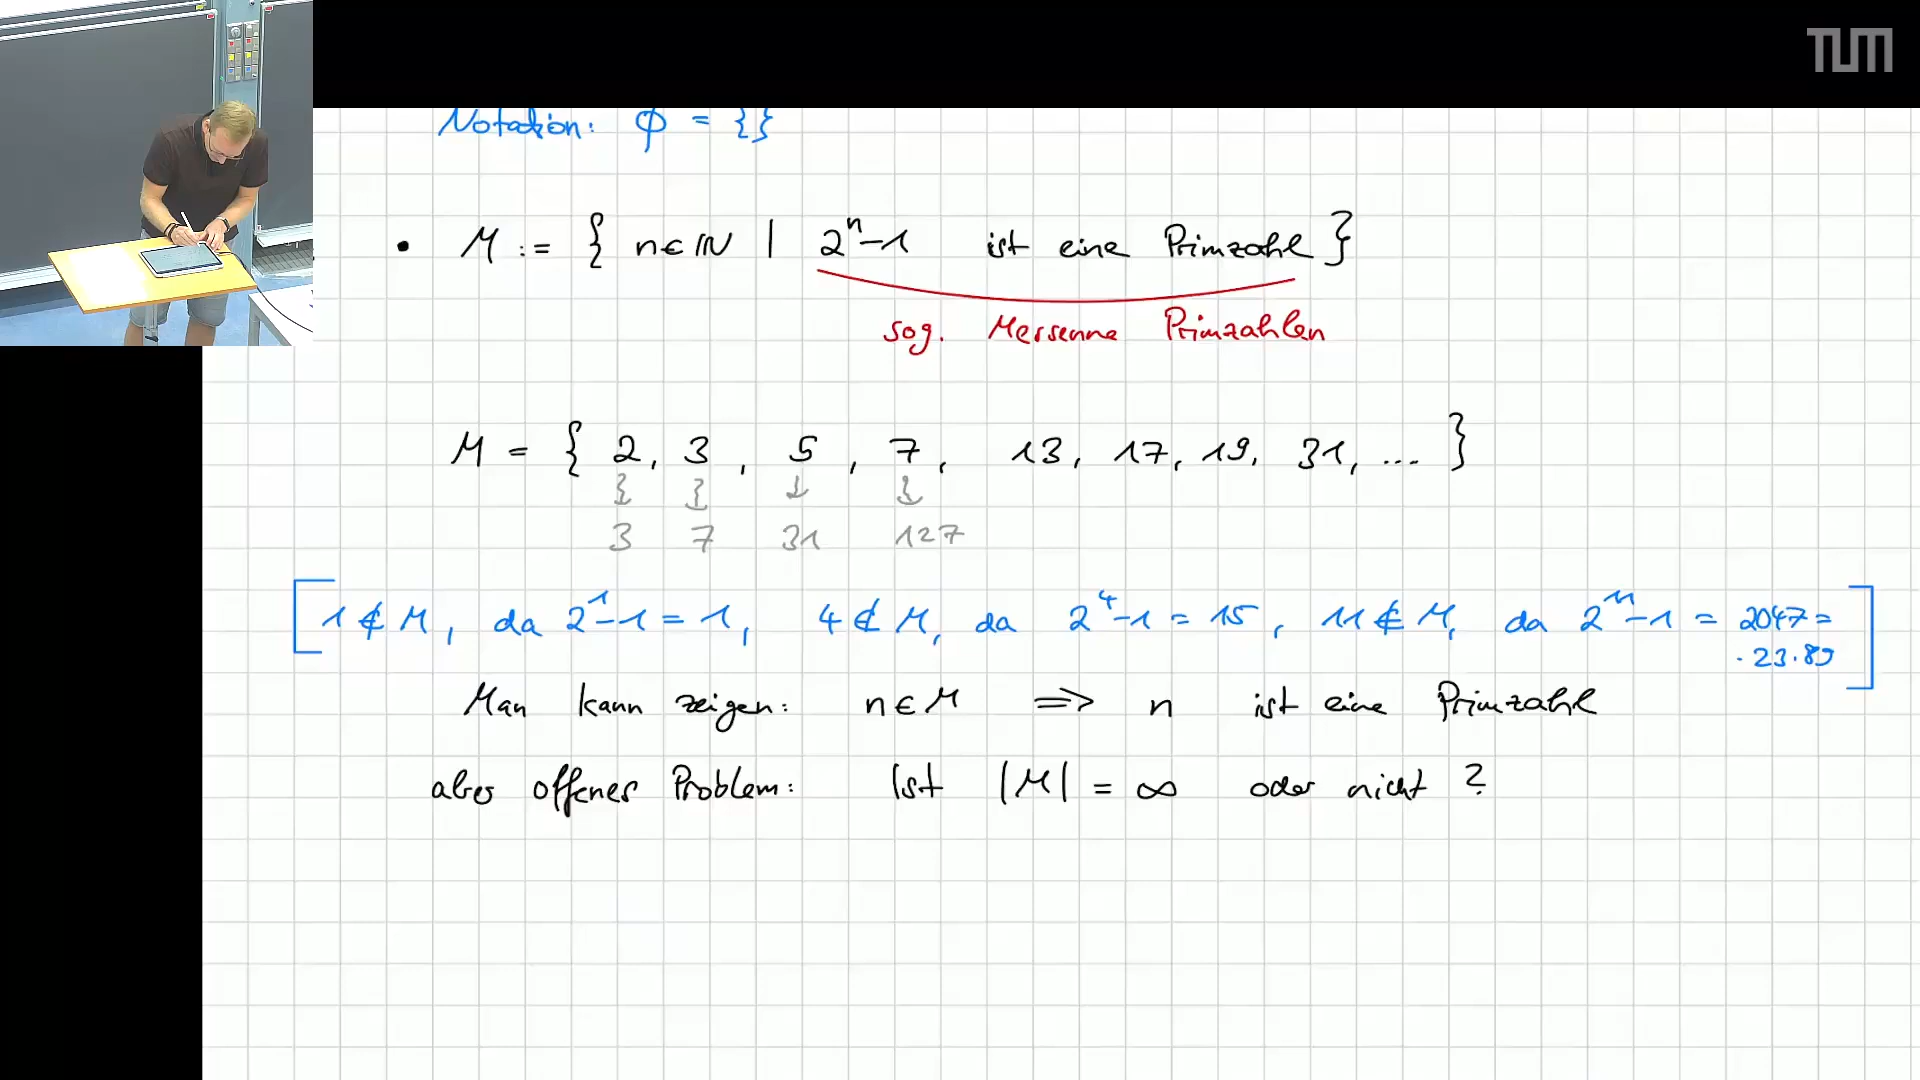 TUM
Notation: ϕ = {}
• M := { n∈ℕ | 2ⁿ-1 ist eine Primzahl }
sog. Mersenne Primzahlen
M = { 2, 3, 5, 7, 13, 17, 19, 31, ... }
3 7 31 127
[ 1 ∉ M, da 2¹-1 = 1, 4 ∉ M, da 2⁴-1 = 15, 11 ∉ M, da 2¹¹-1 = 2047 =
· 23·89 ]
Man kann zeigen: n∈M ⇒ n ist eine Primzahl
aber offenes Problem: Ist |M| = ∞ oder nicht ?